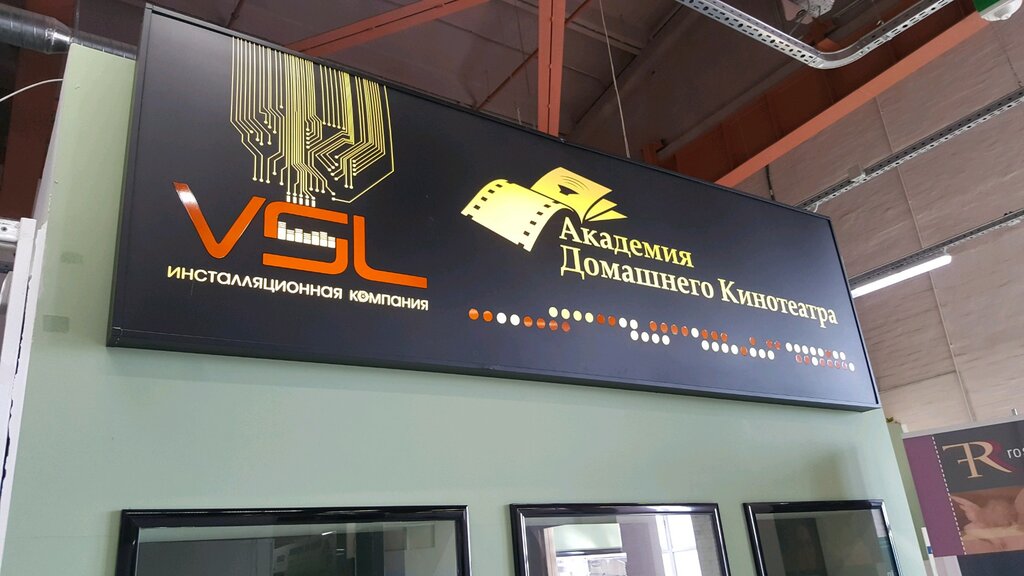 VSL
ИНСТАЛЛЯЦИОННАЯ КОМПАНИЯ
Академия
Домашнего Кинотеатра